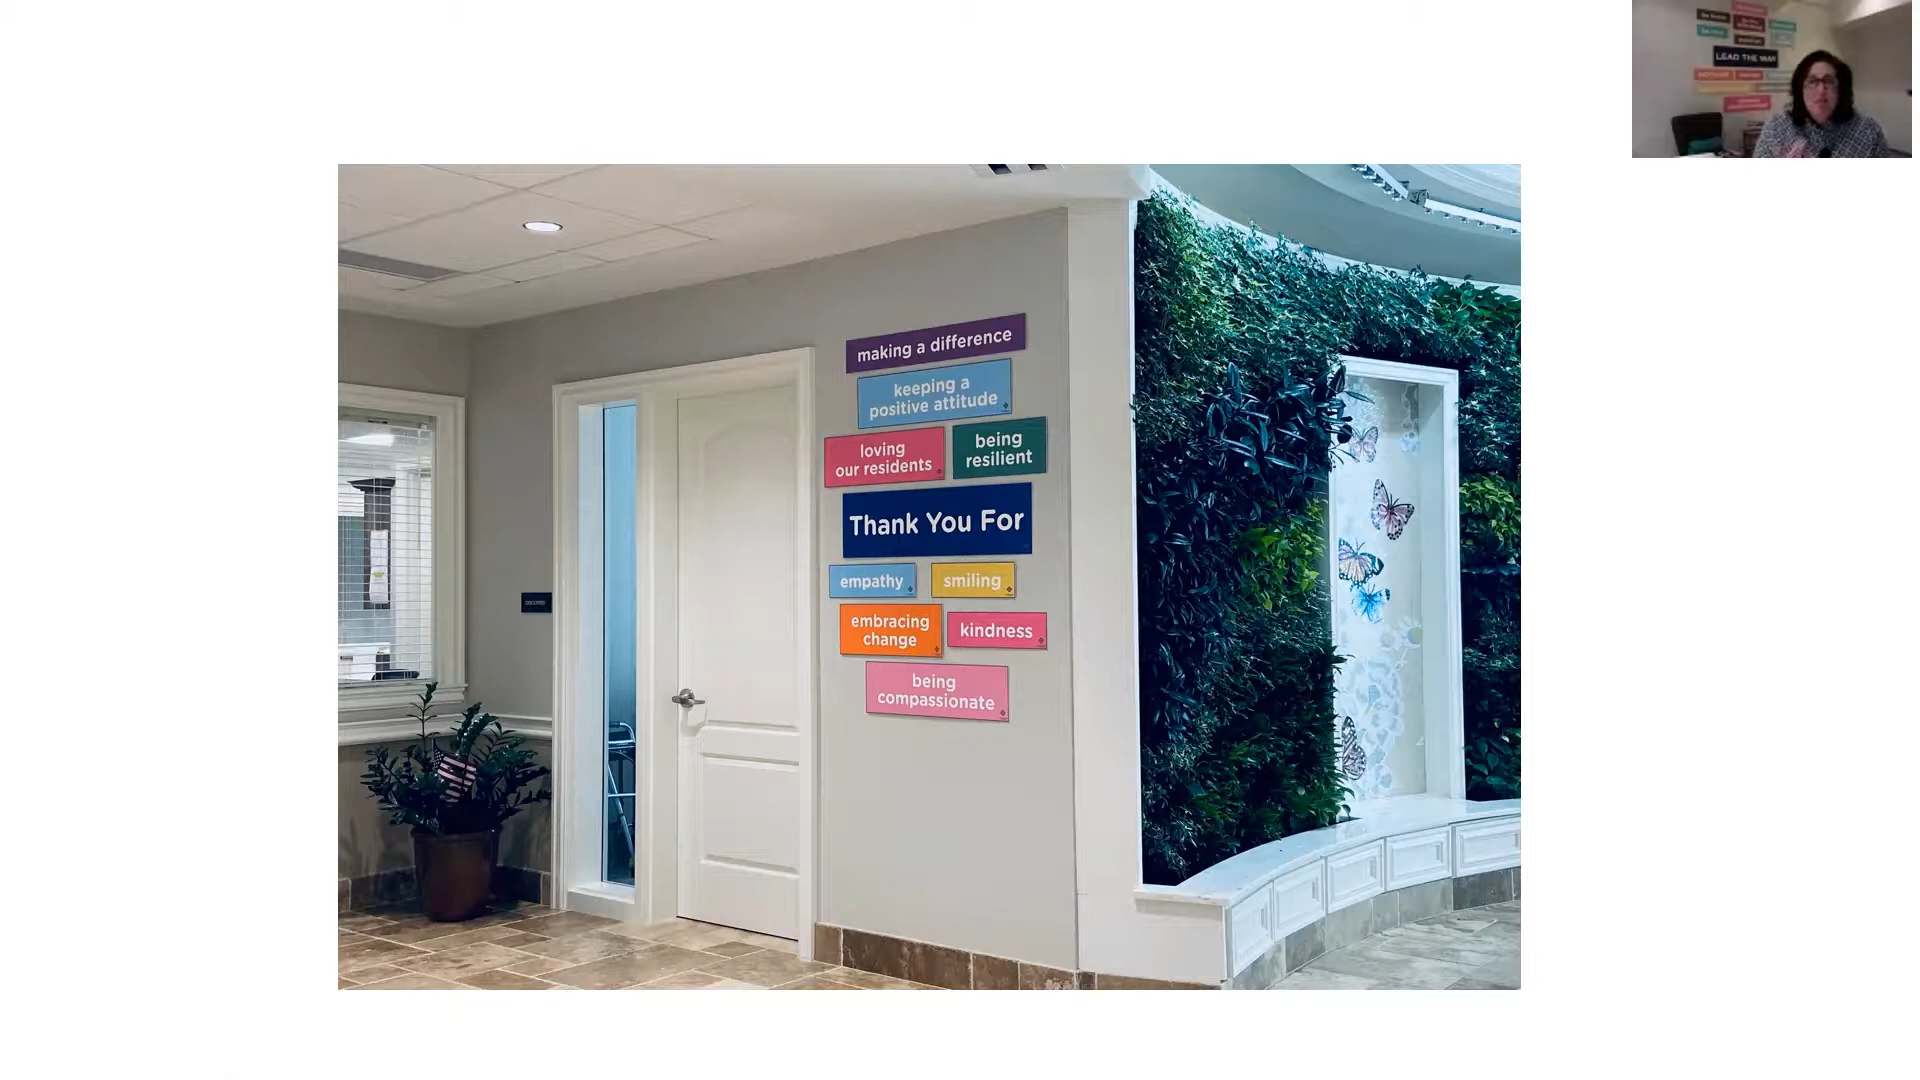 LEAD THE WAY
making a difference
keeping a
positive attitude
loving
our residents
being
resilient
Thank You For
empathy
smiling
embracing
change
kindness
being
compassionate